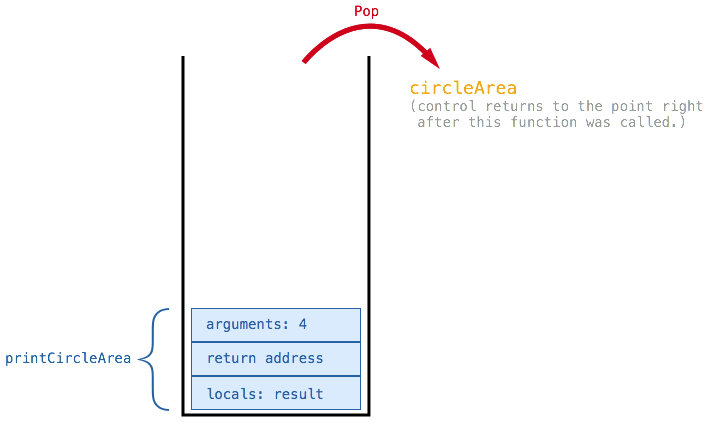 Pop
circleArea
(control returns to the point right
after this function was called.)
arguments: 4
printCircleArea
return address
locals: result